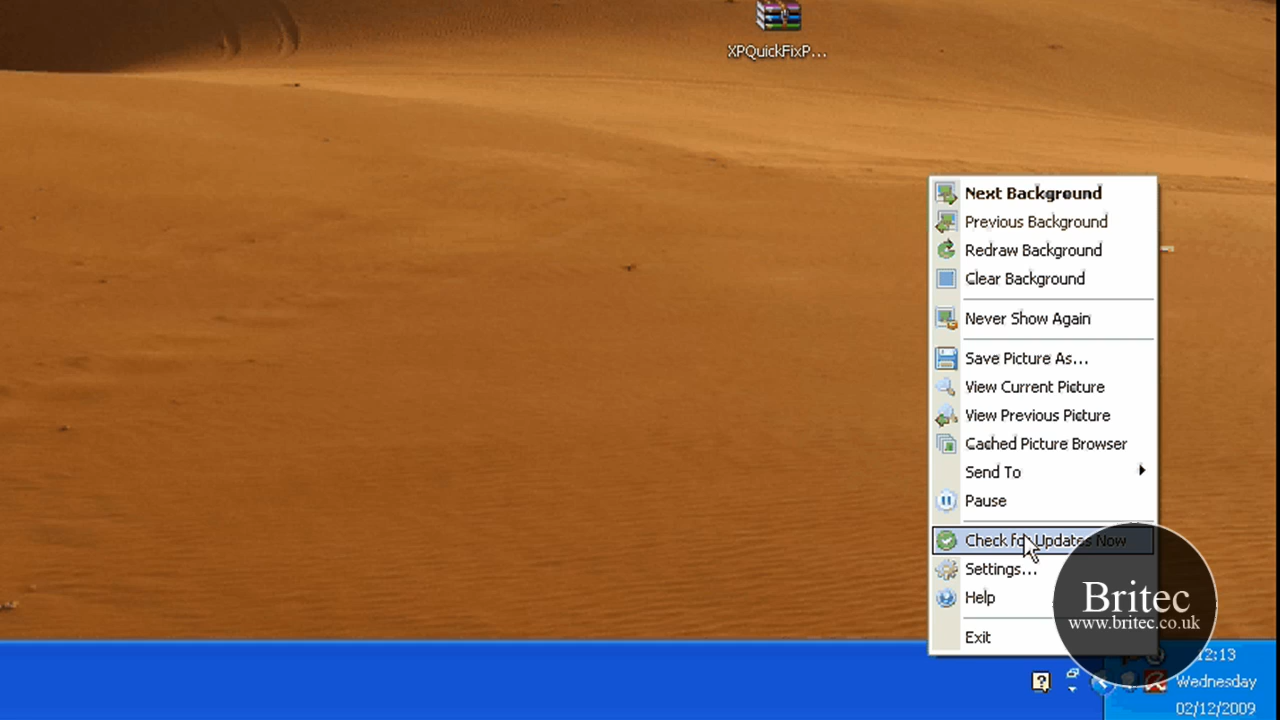 XPQuickFixP...
Next Background
Previous Background
Redraw Background
Clear Background
Never Show Again
Save Picture As...
View Current Picture
View Previous Picture
Cached Picture Browser
Send To
Pause
Check for Updates Now
Settings...
Help
Exit
Britec
www.britec.co.uk
12:13
Wednesday
02/12/2009